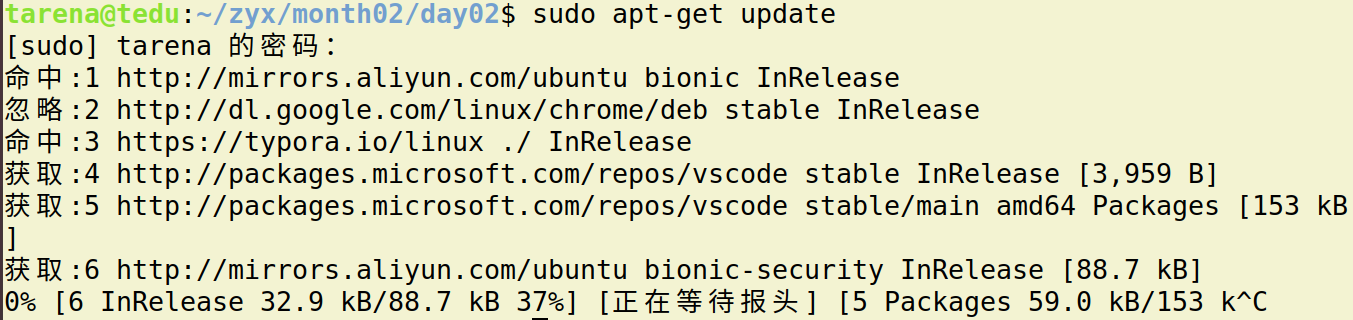 tarena@tedu:~/zyx/month02/day02$ sudo apt-get update
[sudo] tarena 的密码：
命中:1 http://mirrors.aliyun.com/ubuntu bionic InRelease
忽略:2 http://dl.google.com/linux/chrome/deb stable InRelease
命中:3 https://typora.io/linux ./ InRelease
获取:4 http://packages.microsoft.com/repos/vscode stable InRelease [3,959 B]
获取:5 http://packages.microsoft.com/repos/vscode stable/main amd64 Packages [153 kB
]
获取:6 http://mirrors.aliyun.com/ubuntu bionic-security InRelease [88.7 kB]
0% [6 InRelease 32.9 kB/88.7 kB 37%] [正在等待报头] [5 Packages 59.0 kB/153 k^C